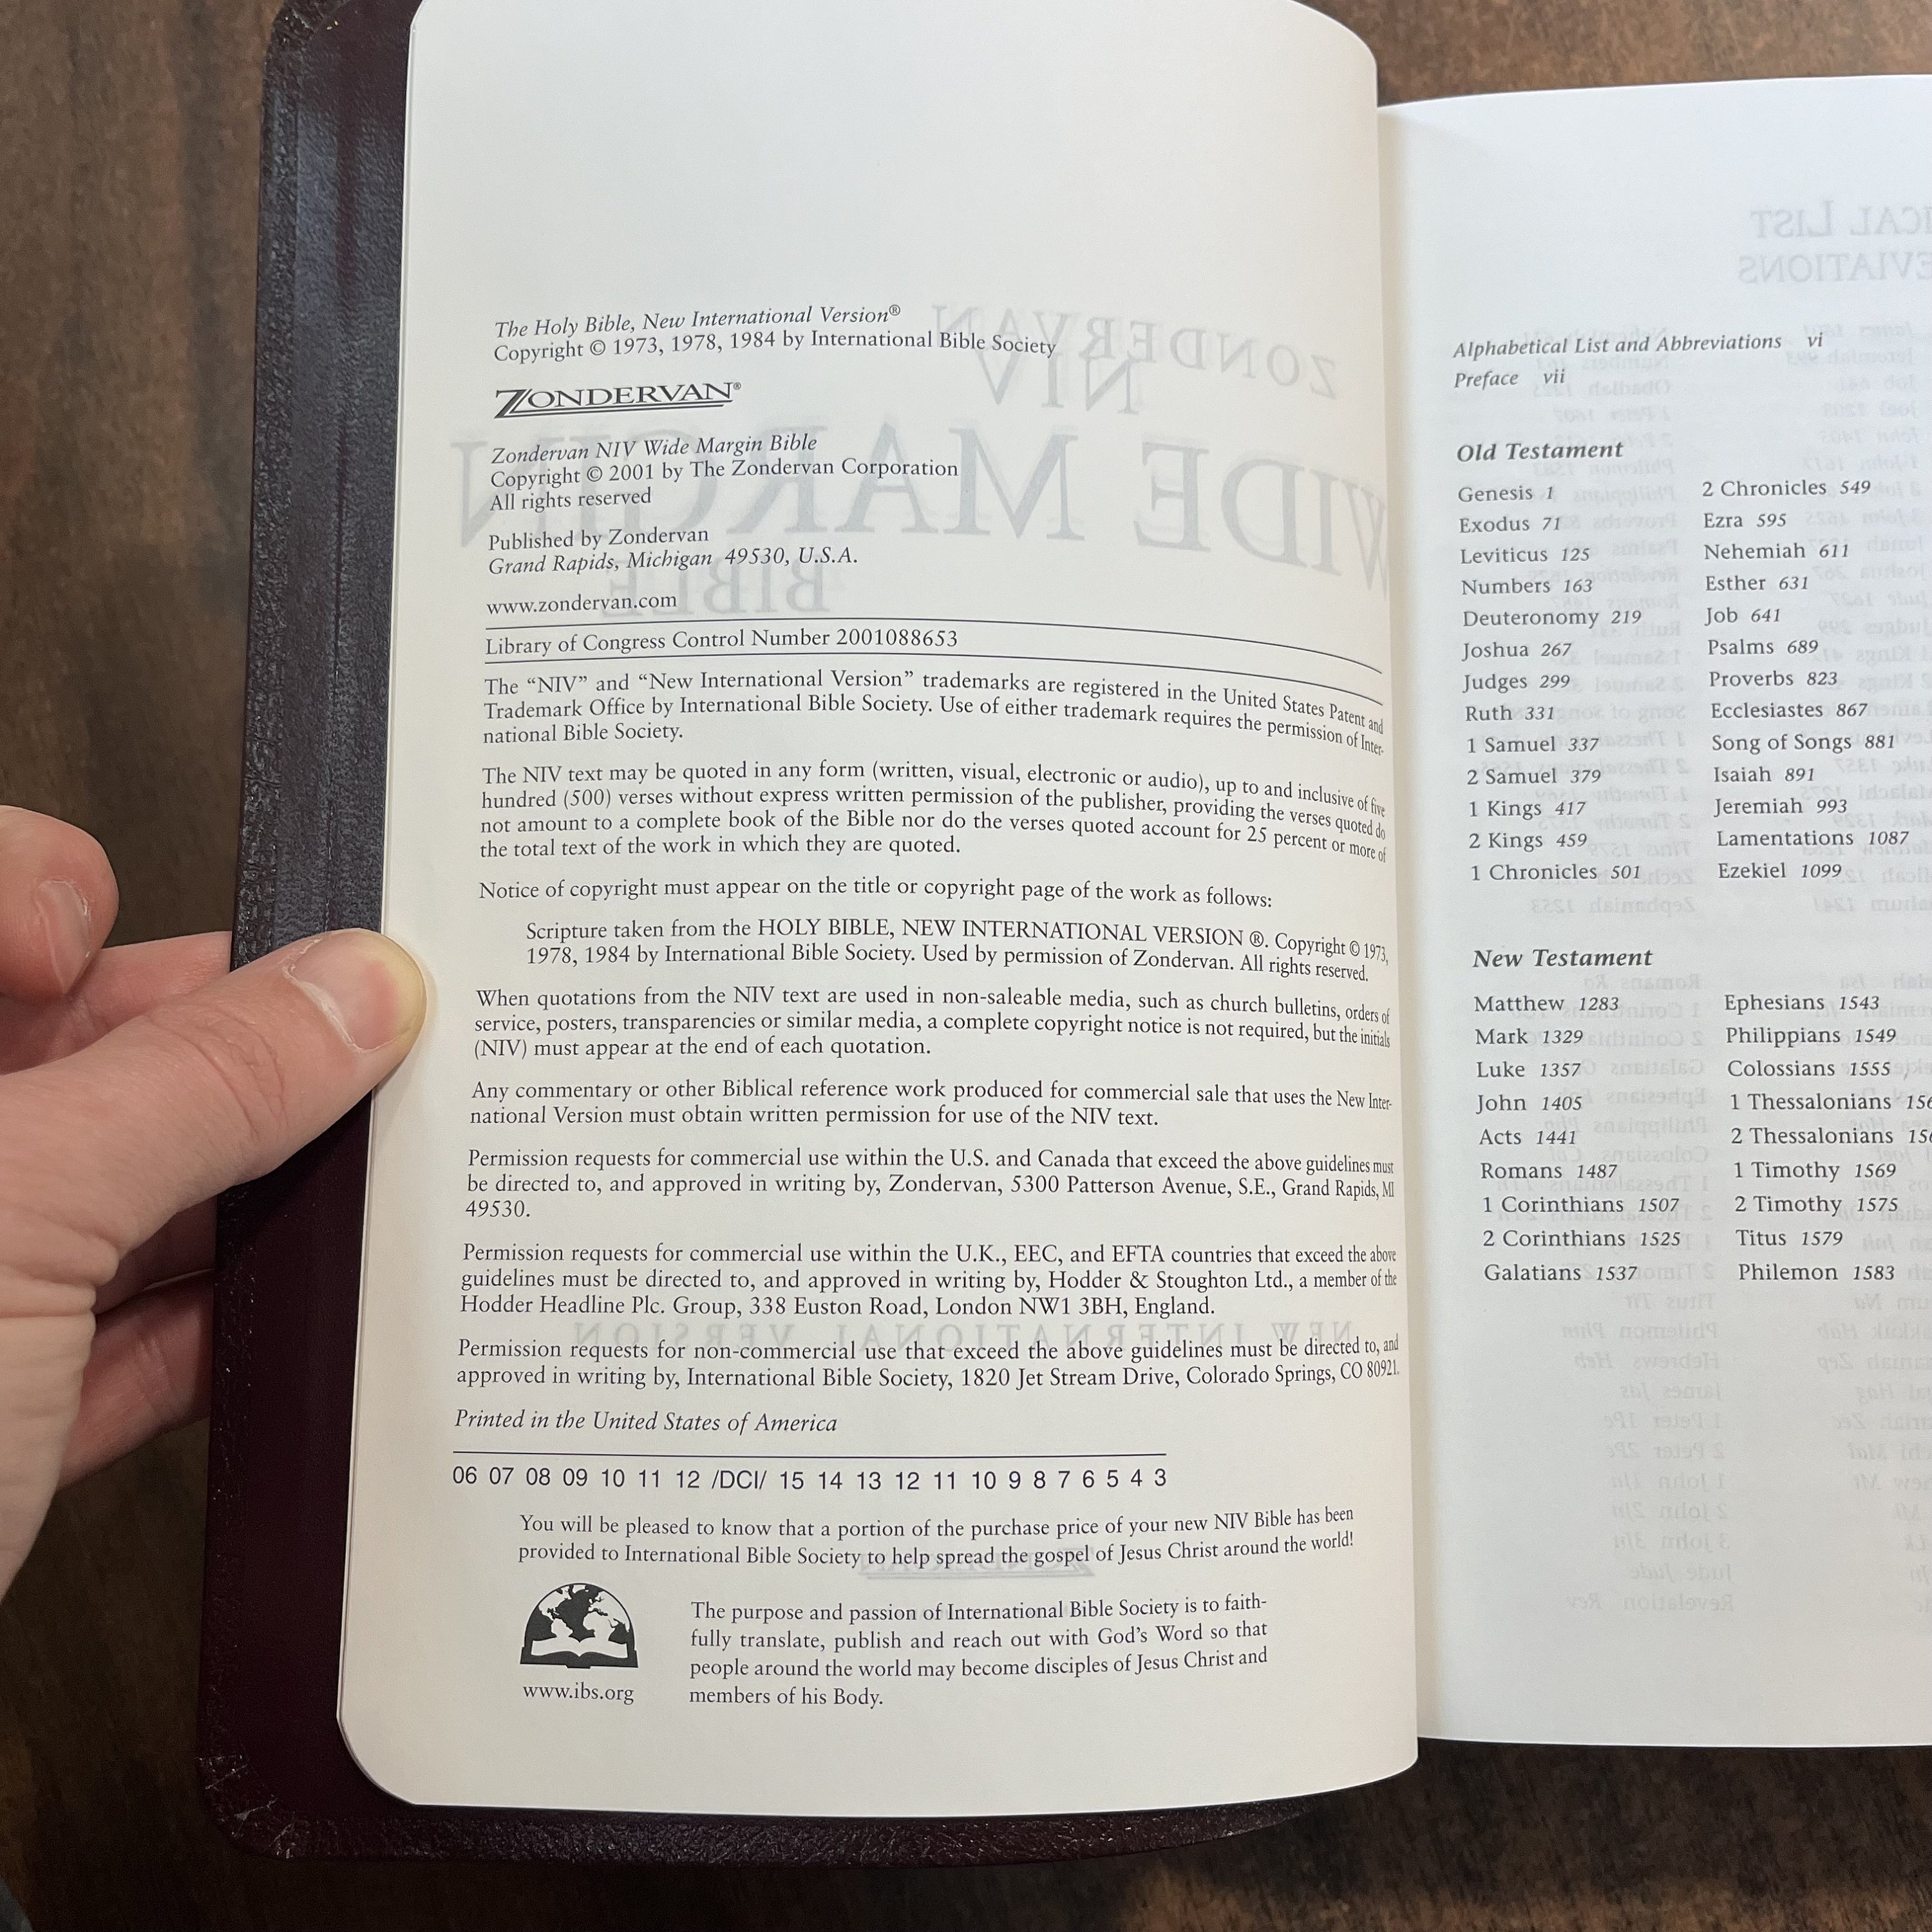 The Holy Bible, New International Version®
Copyright © 1973, 1978, 1984 by International Bible Society
ZONDERVAN®
Zondervan NIV Wide Margin Bible
Copyright © 2001 by The Zondervan Corporation
All rights reserved
Published by Zondervan
Grand Rapids, Michigan 49530, U.S.A.
www.zondervan.com
Library of Congress Control Number 2001088653
The “NIV” and “New International Version” trademarks are registered in the United States Patent and
Trademark Office by International Bible Society. Use of either trademark requires the permission of Inter-
national Bible Society.
The NIV text may be quoted in any form (written, visual, electronic or audio), up to and inclusive of five
hundred (500) verses without express written permission of the publisher, providing the verses quoted do
not amount to a complete book of the Bible nor do the verses quoted account for 25 percent or more of
the total text of the work in which they are quoted.
Notice of copyright must appear on the title or copyright page of the work as follows:
Scripture taken from the HOLY BIBLE, NEW INTERNATIONAL VERSION ®. Copyright © 1973,
1978, 1984 by International Bible Society. Used by permission of Zondervan. All rights reserved.
When quotations from the NIV text are used in non-saleable media, such as church bulletins, orders of
service, posters, transparencies or similar media, a complete copyright notice is not required, but the initials
(NIV) must appear at the end of each quotation.
Any commentary or other Biblical reference work produced for commercial sale that uses the New Inter-
national Version must obtain written permission for use of the NIV text.
Permission requests for commercial use within the U.S. and Canada that exceed the above guidelines must
be directed to, and approved in writing by, Zondervan, 5300 Patterson Avenue, S.E., Grand Rapids, MI
49530.
Permission requests for commercial use within the U.K., EEC, and EFTA countries that exceed the above
guidelines must be directed to, and approved in writing by, Hodder & Stoughton Ltd., a member of the
Hodder Headline Plc. Group, 338 Euston Road, London NW1 3BH, England.
Permission requests for non-commercial use that exceed the above guidelines must be directed to, and
approved in writing by, International Bible Society, 1820 Jet Stream Drive, Colorado Springs, CO 80921.
Printed in the United States of America
06 07 08 09 10 11 12 /DCI/ 15 14 13 12 11 10 9 8 7 6 5 4 3
You will be pleased to know that a portion of the purchase price of your new NIV Bible has been
provided to International Bible Society to help spread the gospel of Jesus Christ around the world!
www.ibs.org
The purpose and passion of International Bible Society is to faith-
fully translate, publish and reach out with God’s Word so that
people around the world may become disciples of Jesus Christ and
members of his Body.
Alphabetical List and Abbreviations vi
Preface vii
Old Testament
Genesis 1
Exodus 71
Leviticus 125
Numbers 163
Deuteronomy 219
Joshua 267
Judges 299
Ruth 331
1 Samuel 337
2 Samuel 379
1 Kings 417
2 Kings 459
1 Chronicles 501
2 Chronicles 549
Ezra 595
Nehemiah 611
Esther 631
Job 641
Psalms 689
Proverbs 823
Ecclesiastes 867
Song of Songs 881
Isaiah 891
Jeremiah 993
Lamentations 1087
Ezekiel 1099
New Testament
Matthew 1283
Mark 1329
Luke 1357
John 1405
Acts 1441
Romans 1487
1 Corinthians 1507
2 Corinthians 1525
Galatians 1537
Ephesians 1543
Philippians 1549
Colossians 1555
1 Thessalonians
2 Thessalonians
1 Timothy 1569
2 Timothy 1575
Titus 1579
Philemon 1583